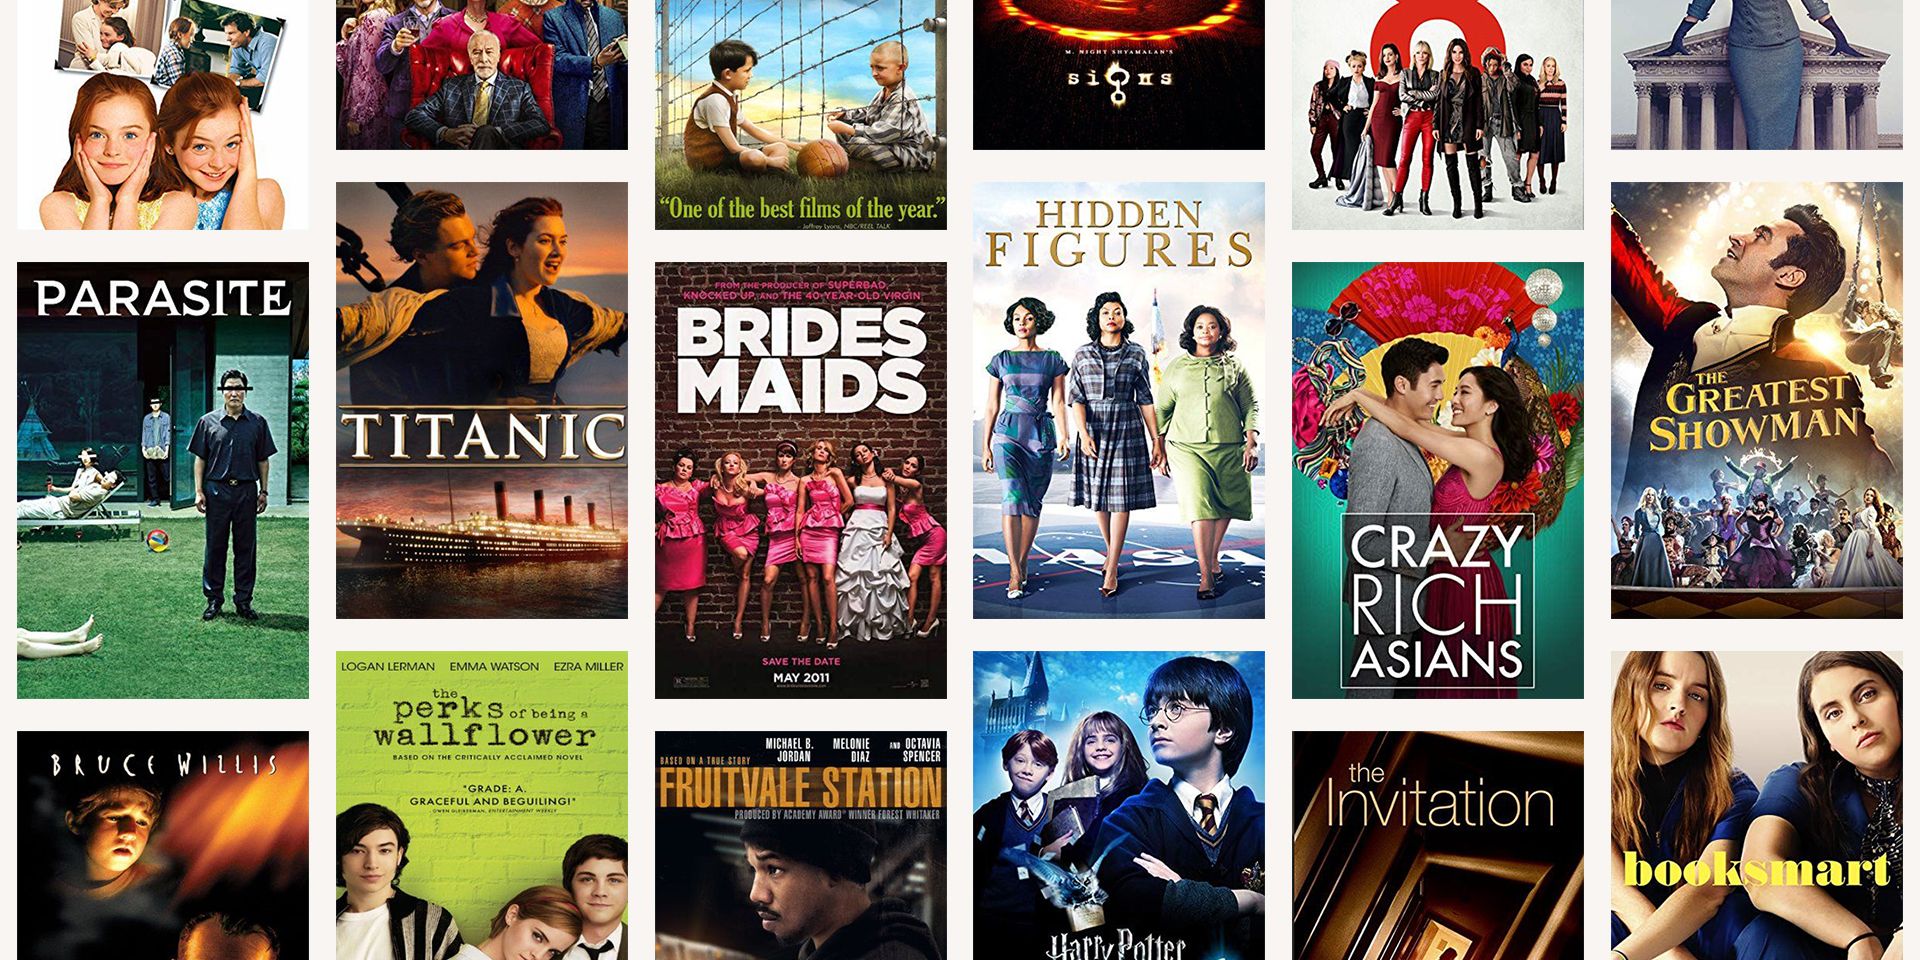 M. NIGHT SHYAMALAN'S
signs
"One of the best films of the year."
– Jeffrey Lyons, NBC/REEL TALK
PARASITE
TITANIC
FROM THE PRODUCER OF SUPERBAD,
KNOCKED UP, AND THE 40-YEAR-OLD VIRGIN
BRIDES
MAIDS
SAVE THE DATE
MAY 2011
HIDDEN
FIGURES
NASA
CRAZY
RICH
ASIANS
THE
GREATEST
SHOWMAN
BRUCE WILLIS
LOGAN LERMAN EMMA WATSON EZRA MILLER
the
perks of being a
wallflower
BASED ON THE CRITICALLY ACCLAIMED NOVEL
"GRADE: A.
GRACEFUL AND BEGUILING!"
- OWEN GLEIBERMAN, ENTERTAINMENT WEEKLY
MICHAEL B. JORDAN MELONIE DIAZ AND OCTAVIA SPENCER
BASED ON A TRUE STORY
FRUITVALE STATION
PRODUCED BY ACADEMY AWARD® WINNER FOREST WHITAKER
Harry Potter
the
Invitation
booksmart